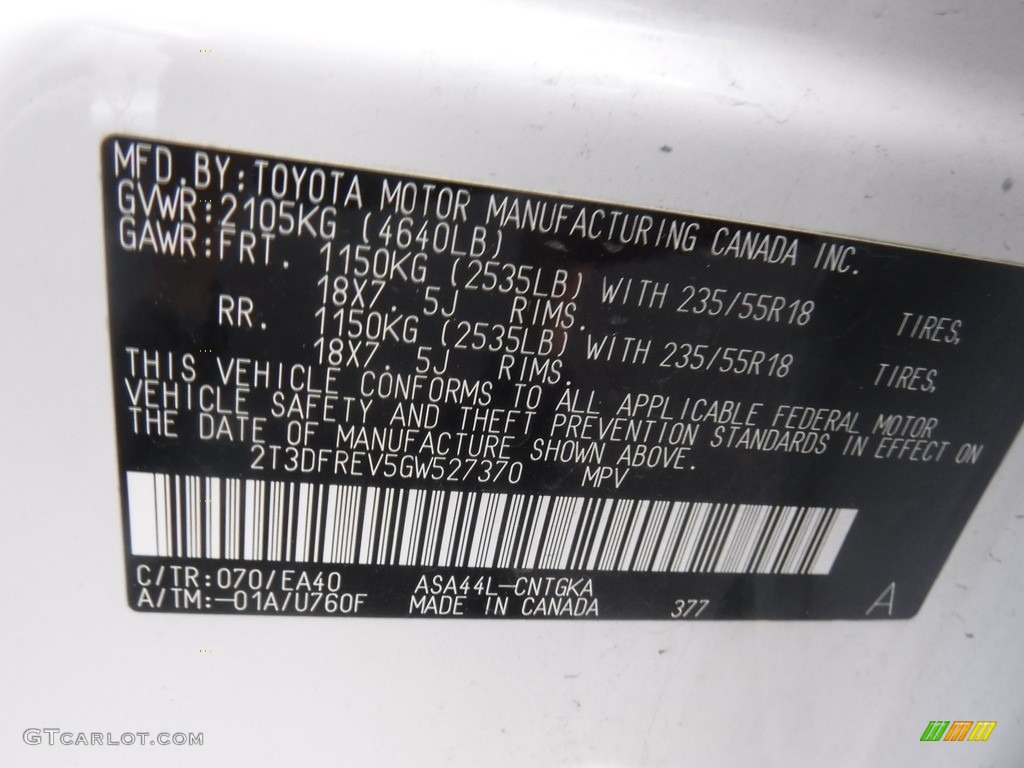 MFD.BY:TOYOTA MOTOR MANUFACTURING CANADA INC.
GVWR:2105KG (4640LB)
GAWR:FRT. 1150KG (2535LB) WITH 235/55R18 TIRES,
18X7. 5J RIMS.
RR. 1150KG (2535LB) WITH 235/55R18 TIRES,
18X7. 5J RIMS.
THIS VEHICLE CONFORMS TO ALL APPLICABLE FEDERAL MOTOR
VEHICLE SAFETY AND THEFT PREVENTION STANDARDS IN EFFECT ON
THE DATE OF MANUFACTURE SHOWN ABOVE.
2T3DFREV5GW527370 MPV
C/TR:070/EA40 ASA44L-CNTGKA
A/TM:-01A/U760F MADE IN CANADA 377 A
GTCARLOT.COM